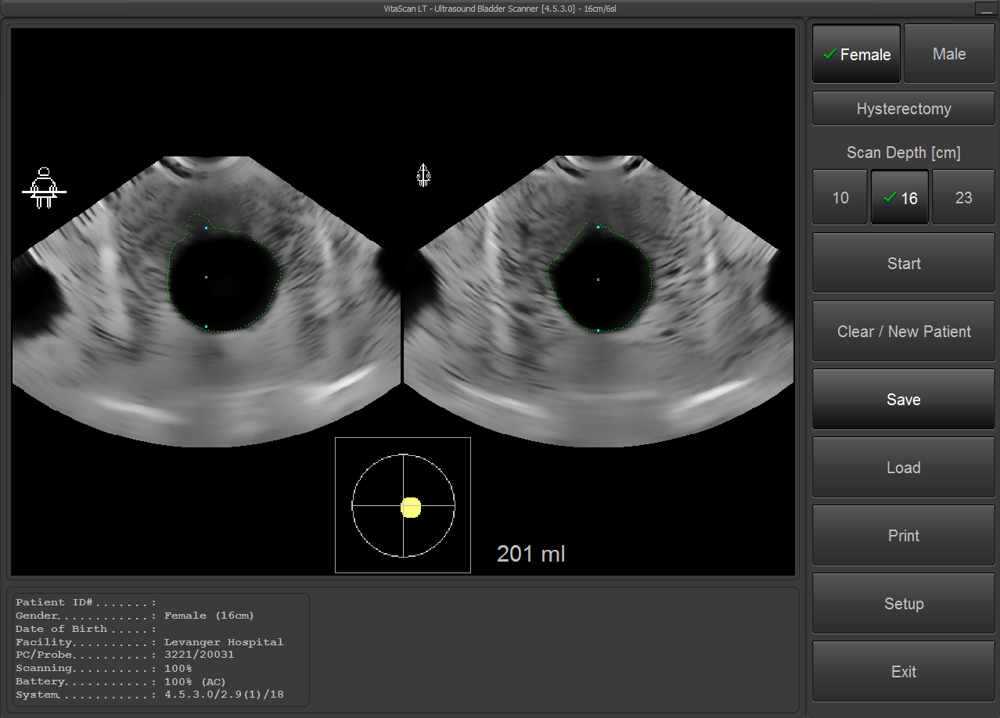 VitaScan LT - Ultrasound Bladder Scanner [4.5.3.0] - 16cm/6sl
Female
Male
Hysterectomy
Scan Depth [cm]
10
16
23
Start
Clear / New Patient
Save
Load
Print
Setup
Exit
201 ml
Patient ID#.......:
Gender...........: Female (16cm)
Date of Birth.....:
Facility..........: Levanger Hospital
PC/Probe..........: 3221/20031
Scanning..........: 100%
Battery...........: 100% (AC)
System...........: 4.5.3.0/2.9(1)/18